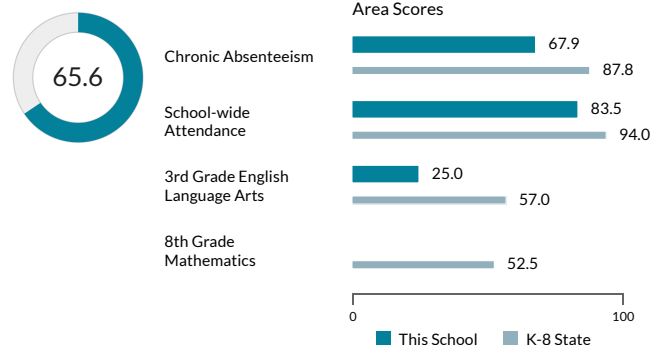 Area Scores
65.6
Chronic Absenteeism
67.9
87.8
School-wide
Attendance
83.5
94.0
3rd Grade English
Language Arts
25.0
57.0
8th Grade
Mathematics
52.5
0
100
This School
K-8 State